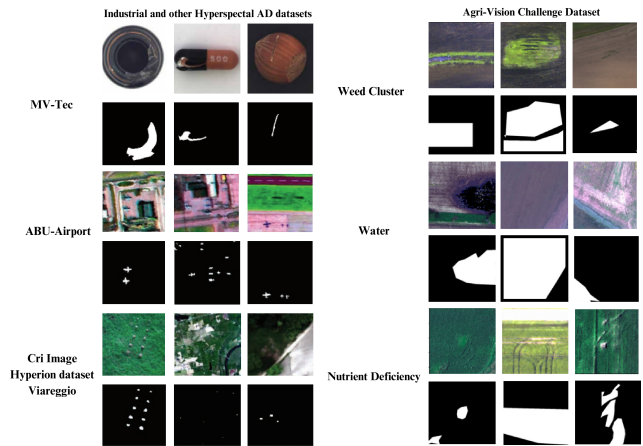 Industrial and other Hyperspectal AD datasets
MV-Tec
500
ABU-Airport
Cri Image
Hyperion dataset
Viareggio
Agri-Vision Challenge Dataset
Weed Cluster
Water
Nutrient Deficiency